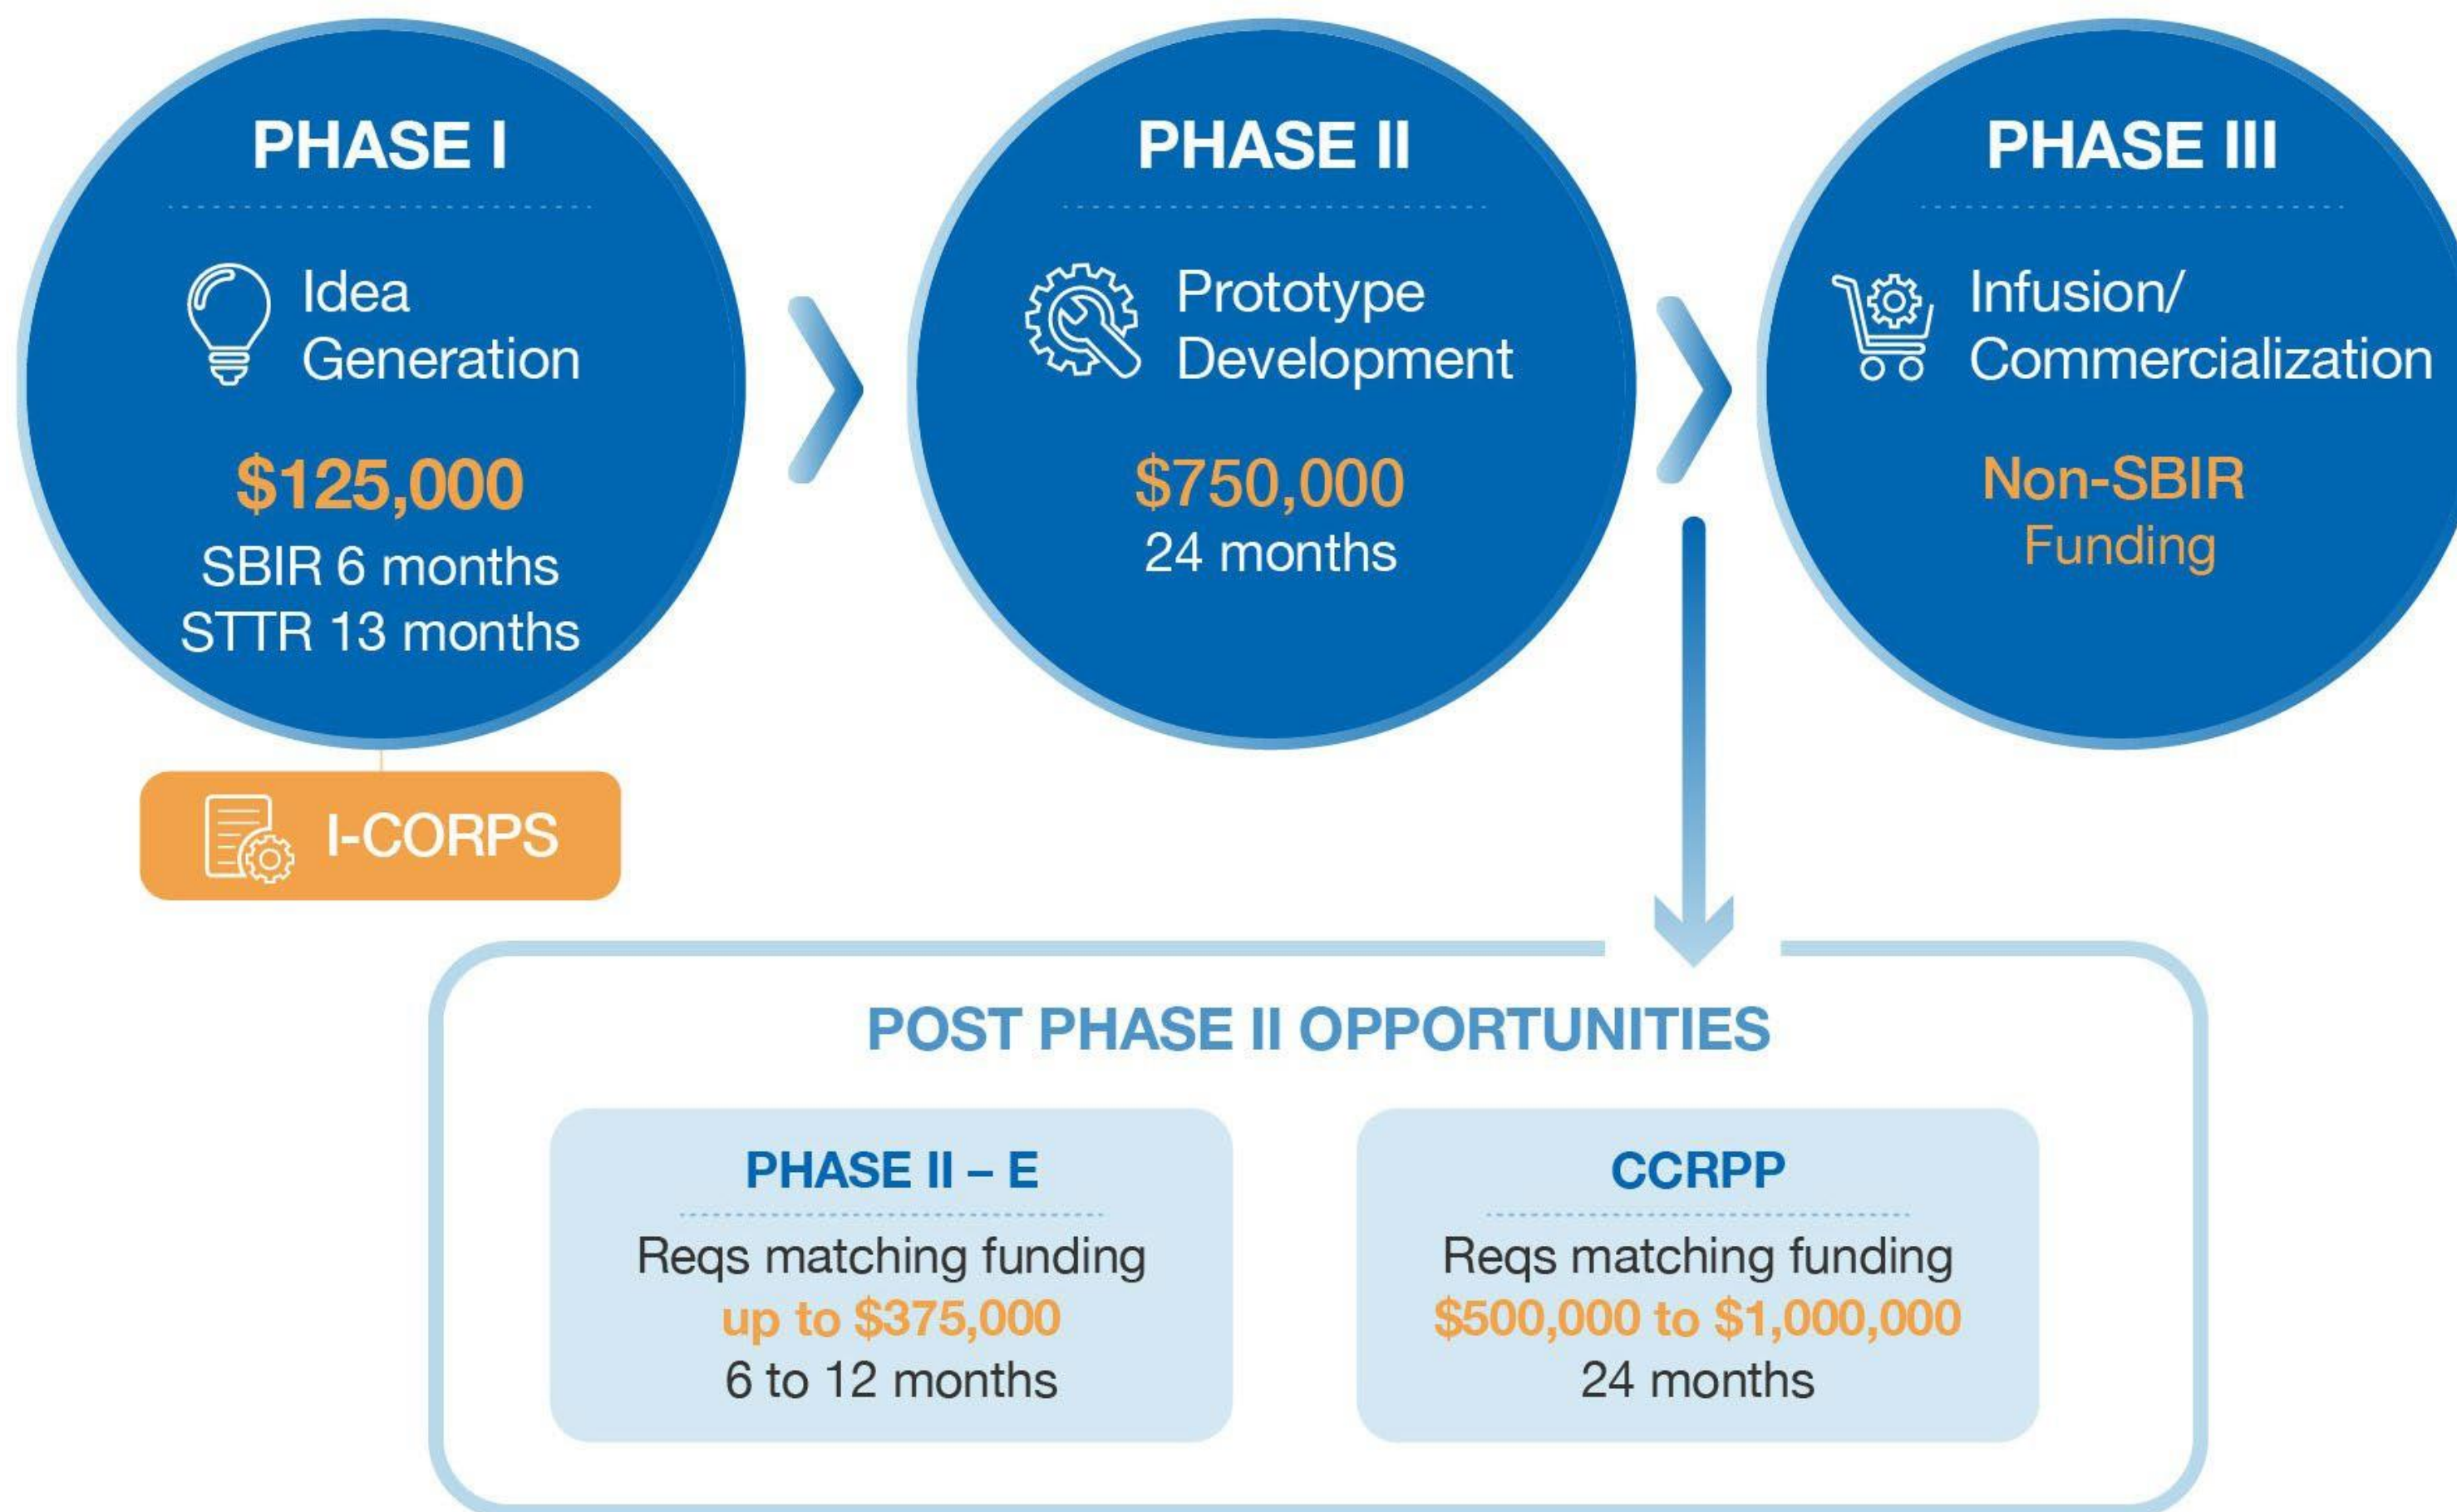 PHASE I
Idea
Generation
$125,000
SBIR 6 months
STTR 13 months
I-CORPS
PHASE II
Prototype
Development
$750,000
24 months
PHASE III
Infusion/
Commercialization
Non-SBIR
Funding
POST PHASE II OPPORTUNITIES
PHASE II – E
Reqs matching funding
up to $375,000
6 to 12 months
CCRPP
Reqs matching funding
$500,000 to $1,000,000
24 months